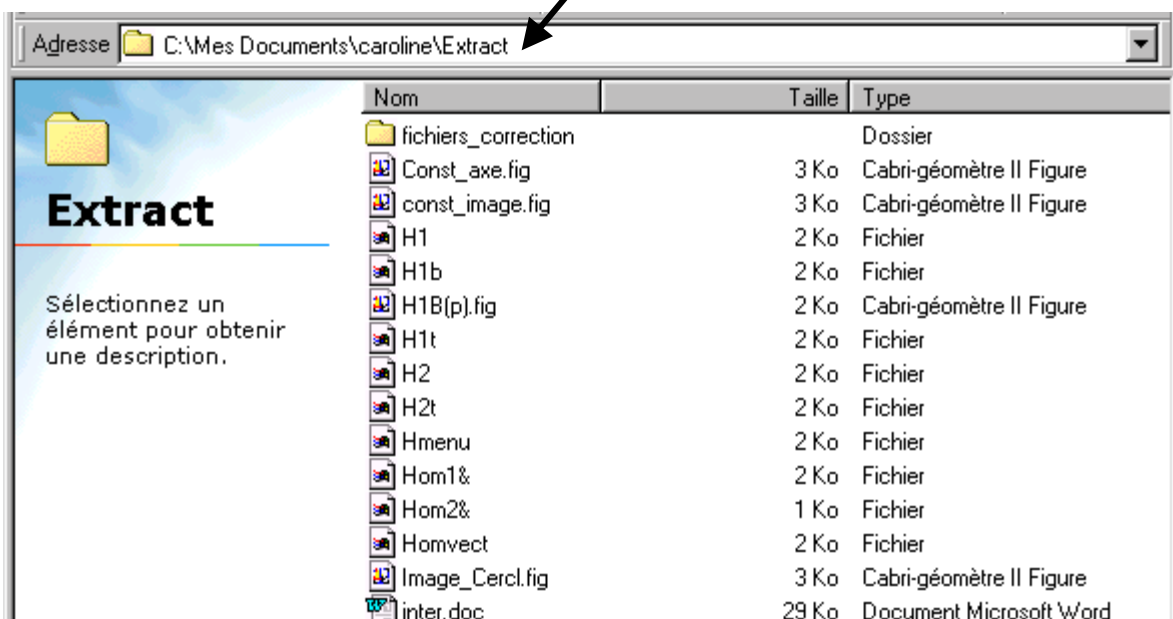 Adresse C:\Mes Documents\caroline\Extract
Nom Taille Type
fichiers_correction Dossier
Const_axe.fig 3 Ko Cabri-géomètre II Figure
const_image.fig 3 Ko Cabri-géomètre II Figure
H1 2 Ko Fichier
H1b 2 Ko Fichier
H1B(p).fig 2 Ko Cabri-géomètre II Figure
H1t 2 Ko Fichier
H2 2 Ko Fichier
H2t 2 Ko Fichier
Hmenu 2 Ko Fichier
Hom1& 2 Ko Fichier
Hom2& 1 Ko Fichier
Homvect 2 Ko Fichier
Image_Cercl.fig 3 Ko Cabri-géomètre II Figure
inter.doc 29 Ko Document Microsoft Word
Extract
Sélectionnez un
élément pour obtenir
une description.